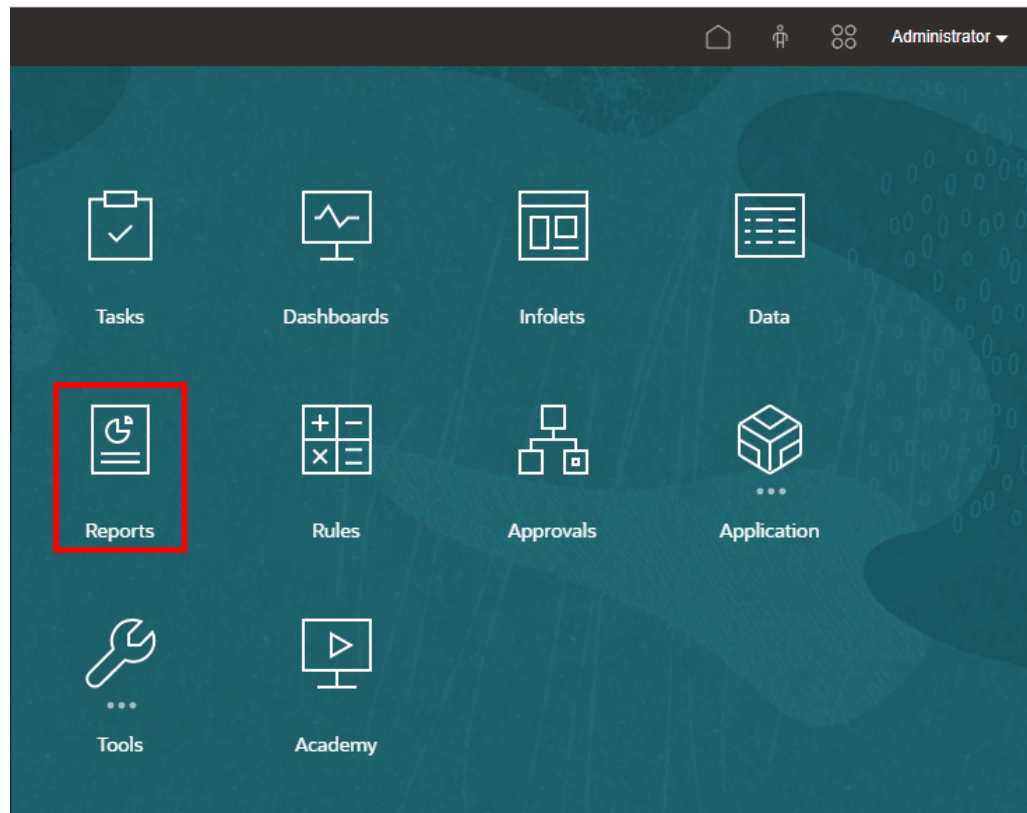 Administrator
Tasks
Dashboards
Infolets
Data
Reports
Rules
Approvals
Application
Tools
Academy